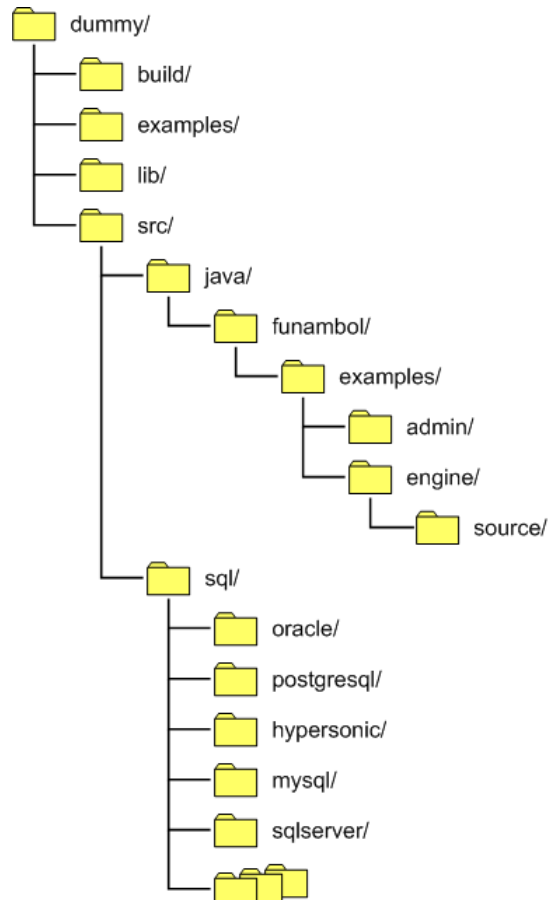 dummy/
build/
examples/
lib/
src/
java/
funambol/
examples/
admin/
engine/
source/
sql/
oracle/
postgresql/
hypersonic/
mysql/
sqlserver/